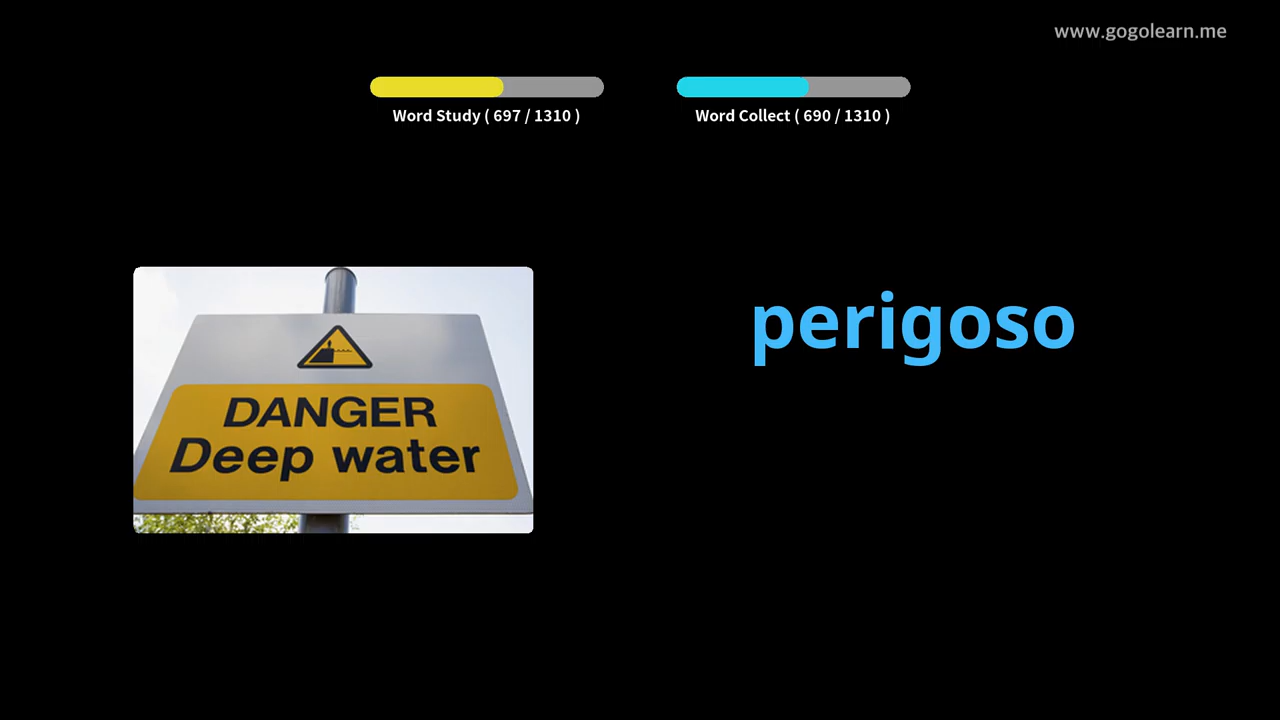 www.gogolearn.me
Word Study ( 697 / 1310 )
Word Collect ( 690 / 1310 )
DANGER
Deep water
perigoso